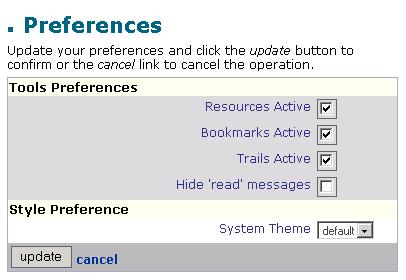 Preferences
Update your preferences and click the update button to
confirm or the cancel link to cancel the operation.
Tools Preferences
Resources Active
Bookmarks Active
Trails Active
Hide 'read' messages
Style Preference
System Theme default
update cancel